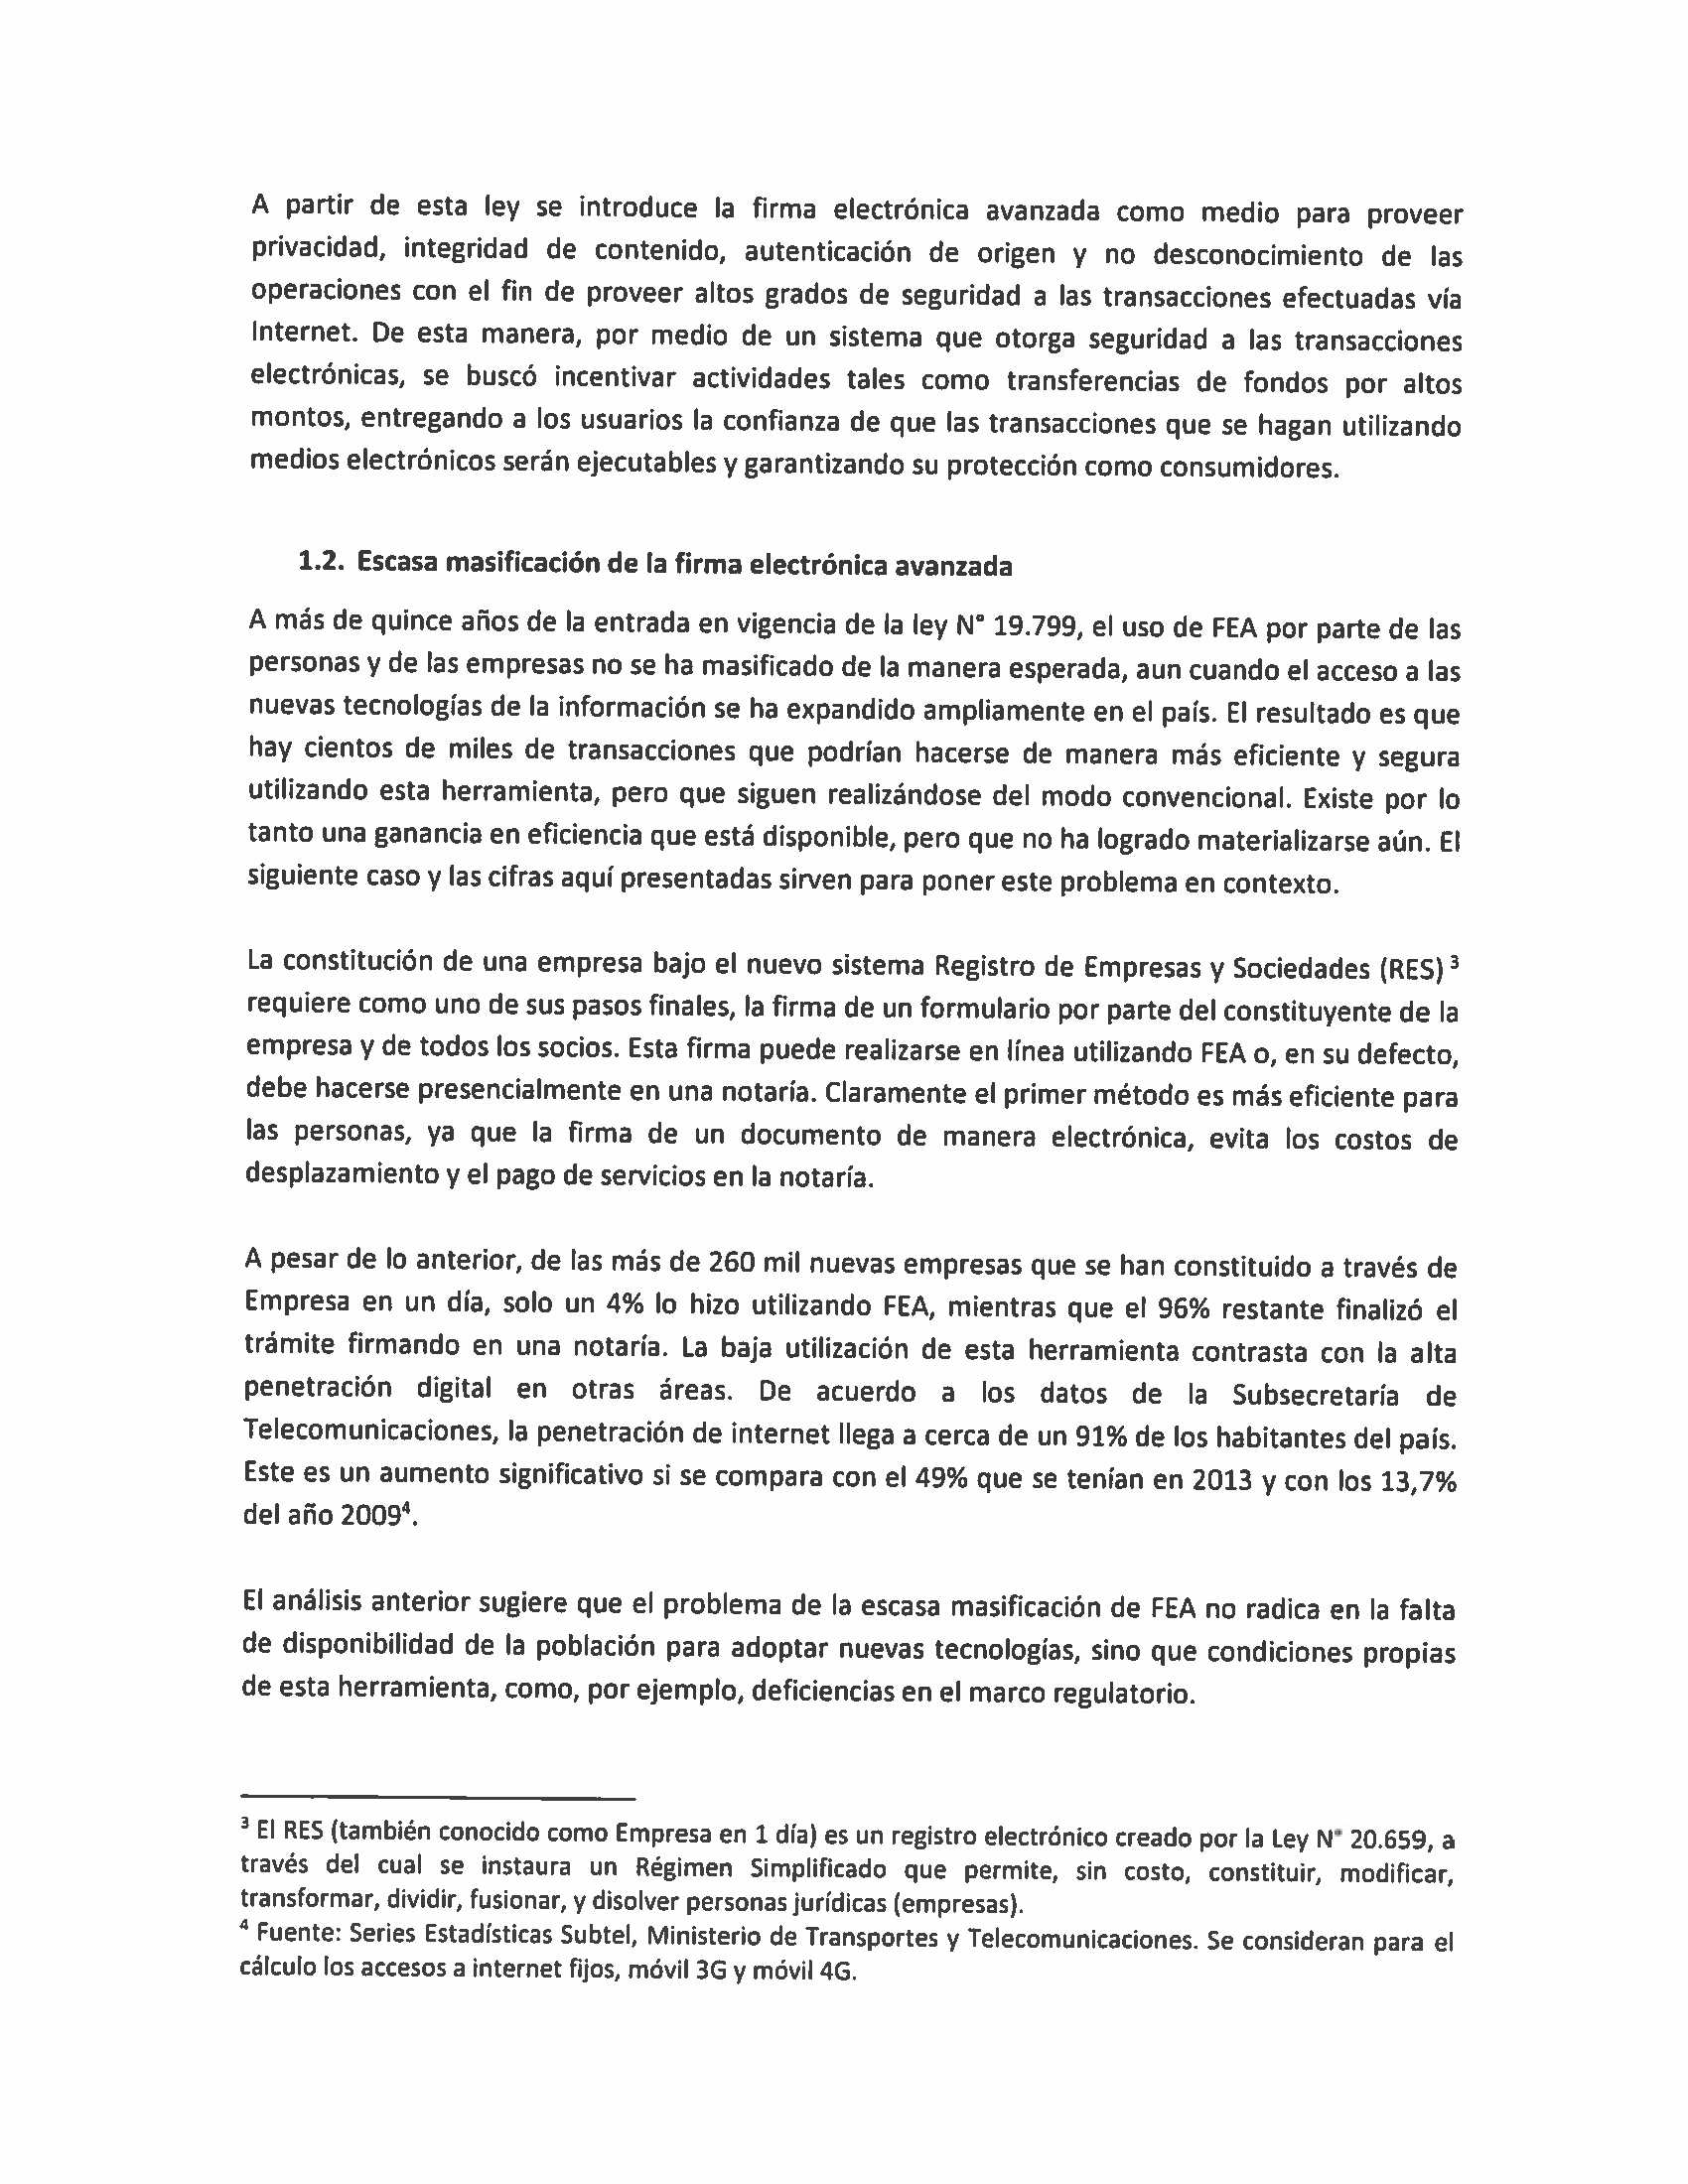 A partir de esta ley se introduce la firma electrónica avanzada como medio para proveer
privacidad, integridad de contenido, autenticación de origen y no desconocimiento de las
operaciones con el fin de proveer altos grados de seguridad a las transacciones efectuadas vía
Internet. De esta manera, por medio de un sistema que otorga seguridad a las transacciones
electrónicas, se buscó incentivar actividades tales como transferencias de fondos por altos
montos, entregando a los usuarios la confianza de que las transacciones que se hagan utilizando
medios electrónicos serán ejecutables y garantizando su protección como consumidores.
1.2. Escasa masificación de la firma electrónica avanzada
A más de quince años de la entrada en vigencia de la ley N° 19.799, el uso de FEA por parte de las
personas y de las empresas no se ha masificado de la manera esperada, aun cuando el acceso a las
nuevas tecnologías de la información se ha expandido ampliamente en el país. El resultado es que
hay cientos de miles de transacciones que podrían hacerse de manera más eficiente y segura
utilizando esta herramienta, pero que siguen realizándose del modo convencional. Existe por lo
tanto una ganancia en eficiencia que está disponible, pero que no ha logrado materializarse aún. El
siguiente caso y las cifras aquí presentadas sirven para poner este problema en contexto.
La constitución de una empresa bajo el nuevo sistema Registro de Empresas y Sociedades (RES) ³
requiere como uno de sus pasos finales, la firma de un formulario por parte del constituyente de la
empresa y de todos los socios. Esta firma puede realizarse en línea utilizando FEA o, en su defecto,
debe hacerse presencialmente en una notaría. Claramente el primer método es más eficiente para
las personas, ya que la firma de un documento de manera electrónica, evita los costos de
desplazamiento y el pago de servicios en la notaría.
A pesar de lo anterior, de las más de 260 mil nuevas empresas que se han constituido a través de
Empresa en un día, solo un 4% lo hizo utilizando FEA, mientras que el 96% restante finalizó el
trámite firmando en una notaría. La baja utilización de esta herramienta contrasta con la alta
penetración digital en otras áreas. De acuerdo a los datos de la Subsecretaría de
Telecomunicaciones, la penetración de internet llega a cerca de un 91% de los habitantes del país.
Este es un aumento significativo si se compara con el 49% que se tenían en 2013 y con los 13,7%
del año 2009⁴.
El análisis anterior sugiere que el problema de la escasa masificación de FEA no radica en la falta
de disponibilidad de la población para adoptar nuevas tecnologías, sino que condiciones propias
de esta herramienta, como, por ejemplo, deficiencias en el marco regulatorio.
³ El RES (también conocido como Empresa en 1 día) es un registro electrónico creado por la Ley N° 20.659, a
través del cual se instaura un Régimen Simplificado que permite, sin costo, constituir, modificar,
transformar, dividir, fusionar, y disolver personas jurídicas (empresas).
⁴ Fuente: Series Estadísticas Subtel, Ministerio de Transportes y Telecomunicaciones. Se consideran para el
cálculo los accesos a internet fijos, móvil 3G y móvil 4G.